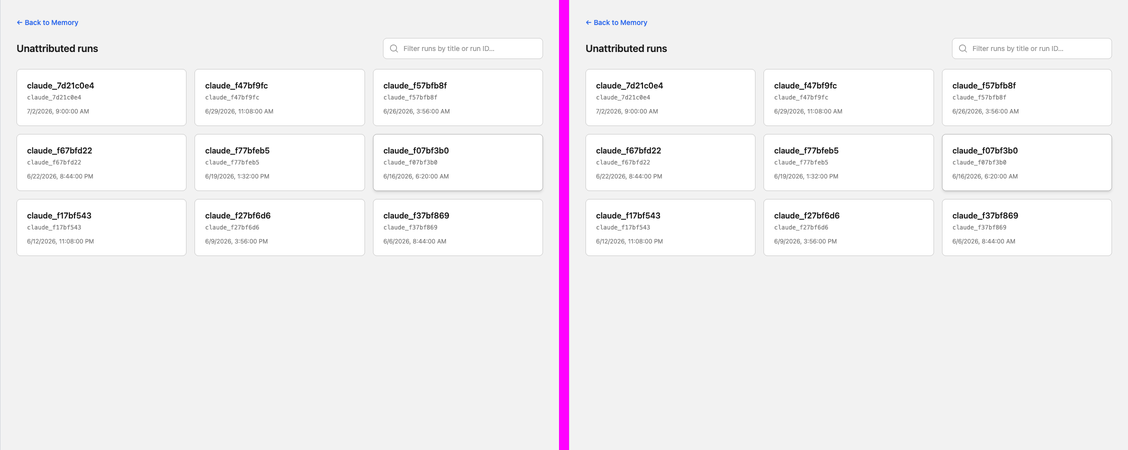 ← Back to Memory
Unattributed runs
Filter runs by title or run ID...
claude_7d21c0e4
claude_7d21c0e4
7/2/2026, 9:00:00 AM
claude_f47bf9fc
claude_f47bf9fc
6/29/2026, 11:08:00 AM
claude_f57bfb8f
claude_f57bfb8f
6/26/2026, 3:56:00 AM
claude_f67bfd22
claude_f67bfd22
6/22/2026, 8:44:00 PM
claude_f77bfeb5
claude_f77bfeb5
6/19/2026, 1:32:00 PM
claude_f07bf3b0
claude_f07bf3b0
6/16/2026, 6:20:00 AM
claude_f17bf543
claude_f17bf543
6/12/2026, 11:08:00 PM
claude_f27bf6d6
claude_f27bf6d6
6/9/2026, 3:56:00 PM
claude_f37bf869
claude_f37bf869
6/6/2026, 8:44:00 AM
← Back to Memory
Unattributed runs
Filter runs by title or run ID...
claude_7d21c0e4
claude_7d21c0e4
7/2/2026, 9:00:00 AM
claude_f47bf9fc
claude_f47bf9fc
6/29/2026, 11:08:00 AM
claude_f57bfb8f
claude_f57bfb8f
6/26/2026, 3:56:00 AM
claude_f67bfd22
claude_f67bfd22
6/22/2026, 8:44:00 PM
claude_f77bfeb5
claude_f77bfeb5
6/19/2026, 1:32:00 PM
claude_f07bf3b0
claude_f07bf3b0
6/16/2026, 6:20:00 AM
claude_f17bf543
claude_f17bf543
6/12/2026, 11:08:00 PM
claude_f27bf6d6
claude_f27bf6d6
6/9/2026, 3:56:00 PM
claude_f37bf869
claude_f37bf869
6/6/2026, 8:44:00 AM